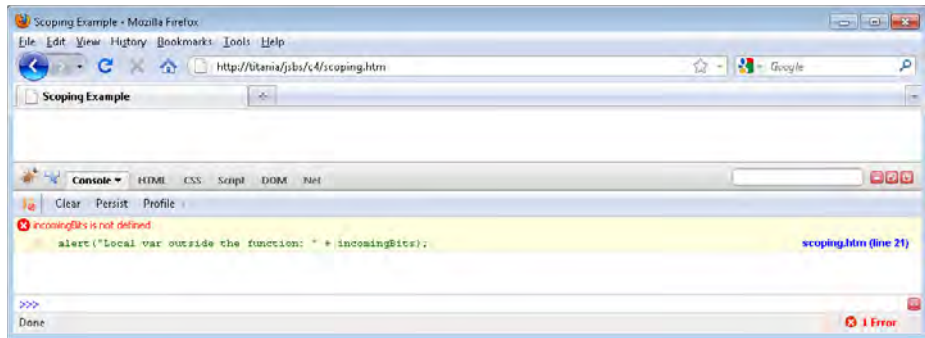 Scoping Example - Mozilla Firefox
File Edit View History Bookmarks Tools Help
http://titania/jsbs/c4/scoping.htm
Google
Scoping Example
Console HTML CSS Script DOM Net
Clear Persist Profile
incomingBits is not defined
alert("Local var outside the function: " + incomingBits);
scoping.htm (line 21)
>>>
Done
1 Error